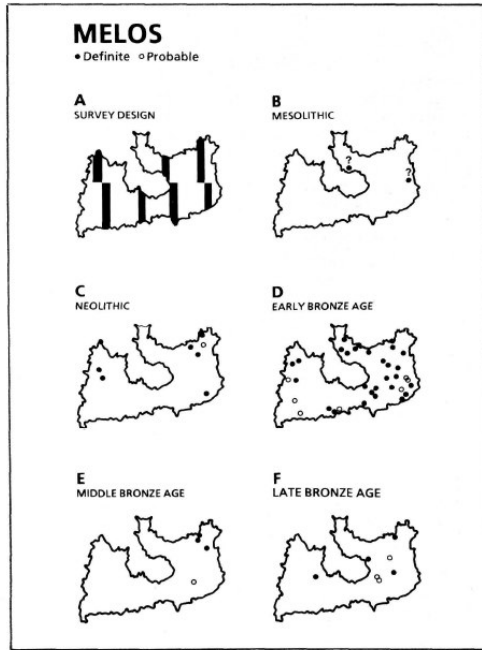 MELOS
● Definite ○ Probable
A
SURVEY DESIGN
B
MESOLITHIC
?
?
C
NEOLITHIC
D
EARLY BRONZE AGE
E
MIDDLE BRONZE AGE
F
LATE BRONZE AGE